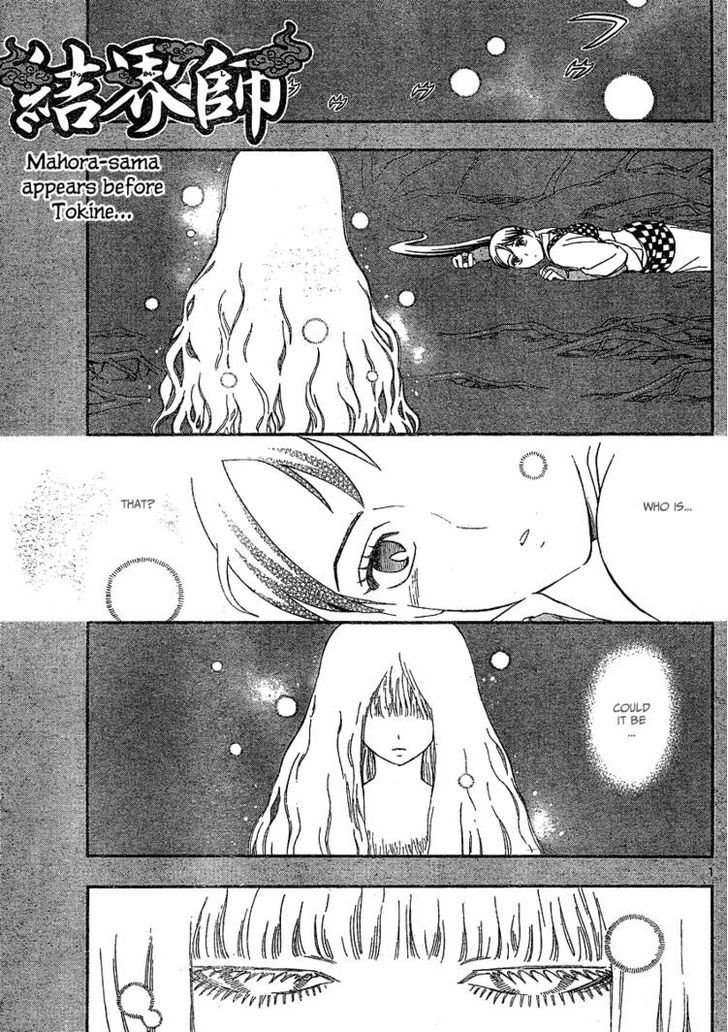 結界師
Mahora-sama
appears before
Tokine...
WHO IS...
THAT?
COULD
IT BE
...
1